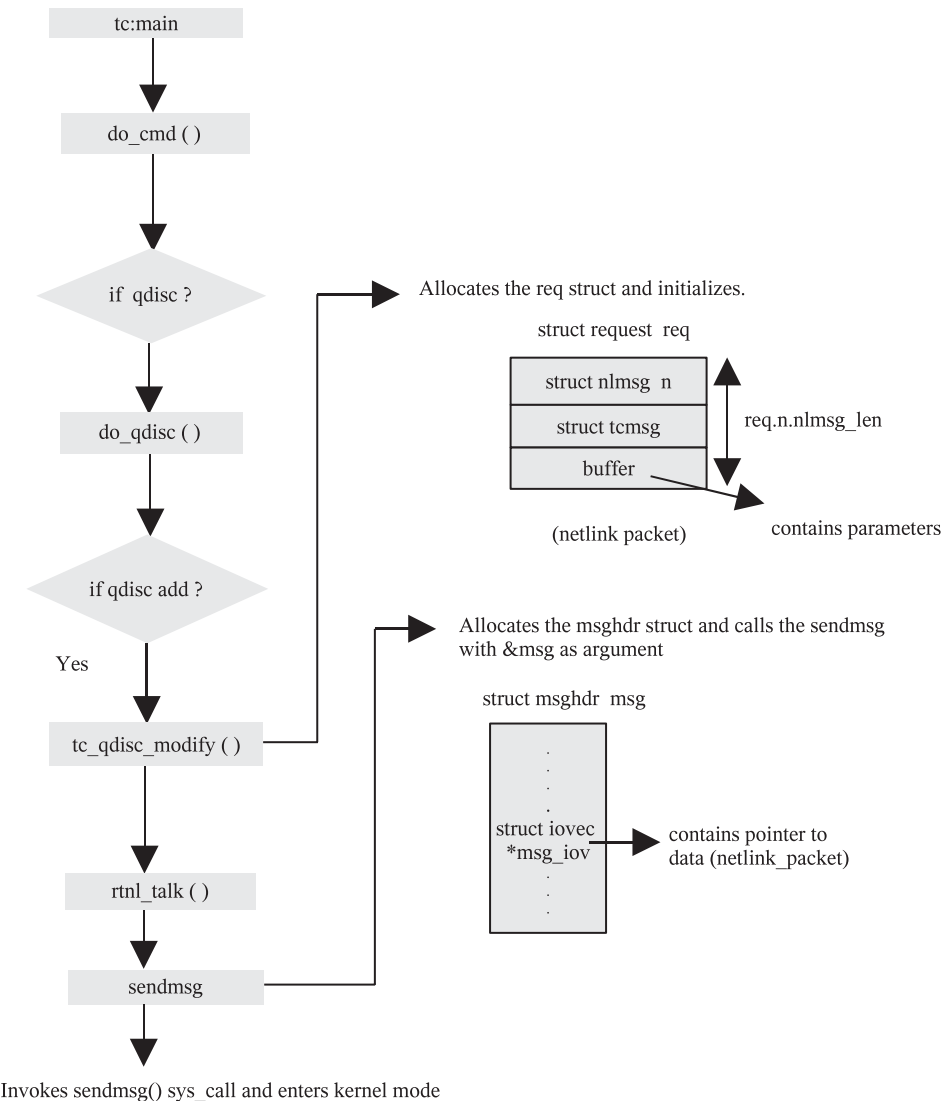 tc:main
do_cmd ( )
if qdisc ?
do_qdisc ( )
if qdisc add ?
Yes
tc_qdisc_modify ( )
rtnl_talk ( )
sendmsg
Invokes sendmsg() sys_call and enters kernel mode
Allocates the req struct and initializes.
struct request req
struct nlmsg n
struct tcmsg
buffer
req.n.nlmsg_len
contains parameters
(netlink packet)
Allocates the msghdr struct and calls the sendmsg
with &msg as argument
struct msghdr msg
.
.
.
.
struct iovec
*msg_iov
.
.
.
contains pointer to
data (netlink_packet)